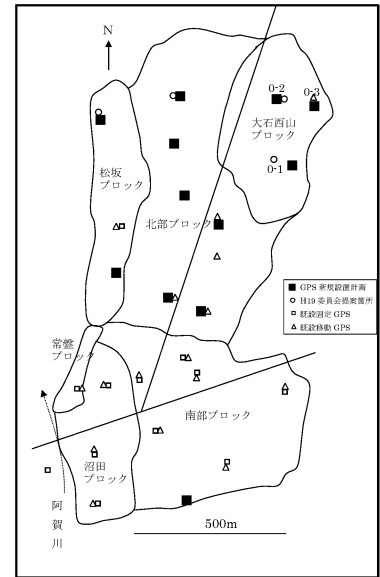 N
0-2
0-3
大石西山
ブロック
0-1
松坂
ブロック
北部ブロック
GPS 新規設置計画
H19 委員会提案箇所
既設固定 GPS
既設移動 GPS
常盤
ブロック
南部ブロック
沼田
ブロック
阿賀川
500m